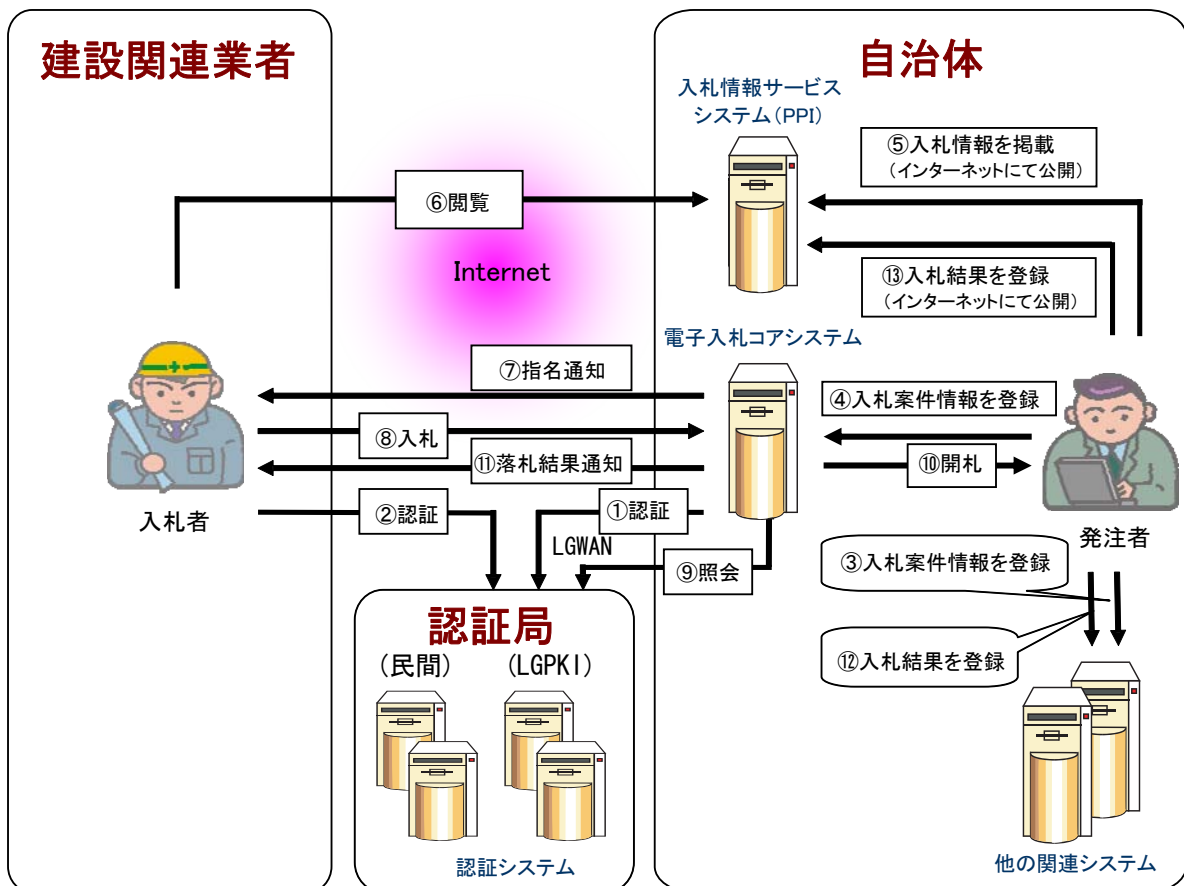 建設関連業者
自治体
入札情報サービス
システム(PPI)
⑤入札情報を掲載
(インターネットにて公開)
⑥閲覧
Internet
⑬入札結果を登録
(インターネットにて公開)
電子入札コアシステム
⑦指名通知
④入札案件情報を登録
⑧入札
⑪落札結果通知
⑩開札
入札者
②認証
①認証
発注者
LGWAN
⑨照会
③入札案件情報を登録
認証局
(民間)
(LGPKI)
⑫入札結果を登録
認証システム
他の関連システム